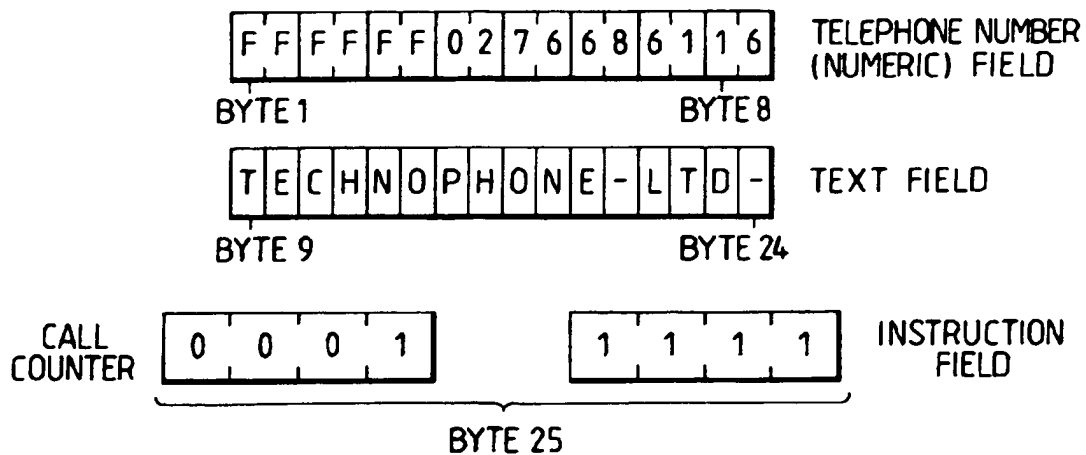 F F F F F F 0 2 7 6 6 8 6 1 1 6
TELEPHONE NUMBER
(NUMERIC) FIELD
BYTE 1
BYTE 8
T E C H N O P H O N E - L T D -
TEXT FIELD
BYTE 9
BYTE 24
CALL
COUNTER
0 0 0 1
1 1 1 1
INSTRUCTION
FIELD
BYTE 25